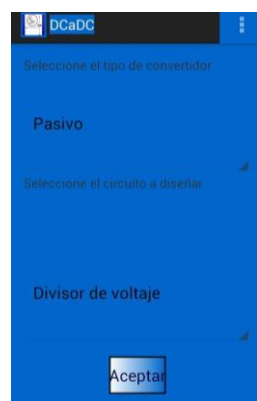 DCaDC
Seleccione el tipo de convertidor
Pasivo
Seleccione el circuito a diseñar
Divisor de voltaje
Aceptar